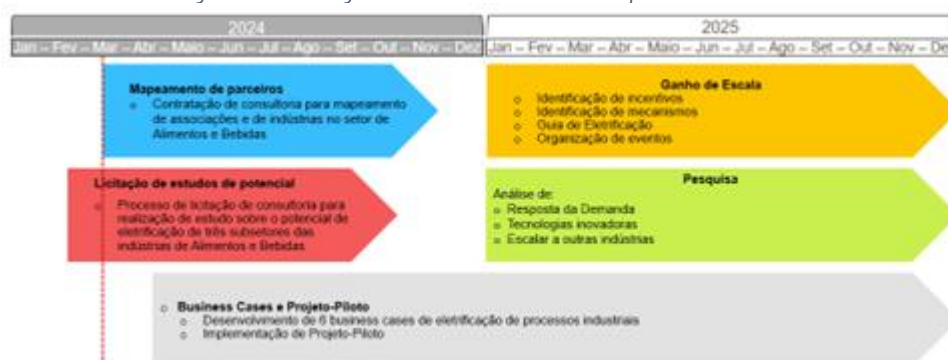 2024
2025
Jan – Fev – Mar – Abr – Maio – Jun – Jul – Ago – Set – Out – Nov – Dez
Jan – Fev – Mar – Abr – Maio – Jun – Jul – Ago – Set – Out – Nov – De
Mapeamento de parceiros
o Contratação de consultoria para mapeamento
de associações e de indústrias no setor de
Alimentos e Bebidas
Ganho de Escala
o Identificação de incentivos
o Identificação de mecanismos
o Guia de Eletrificação
o Organização de eventos
Licitação de estudos de potencial
o Processo de licitação de consultoria para
realização de estudo sobre o potencial de
eletrificação de três subsetores das
indústrias de Alimentos e Bebidas
Pesquisa
Análise de:
o Resposta da Demanda
o Tecnologias inovadoras
o Escalar a outras indústrias
o Business Cases e Projeto-Piloto
o Desenvolvimento de 6 business cases de eletrificação de processos industriais
o Implementação de Projeto-Piloto